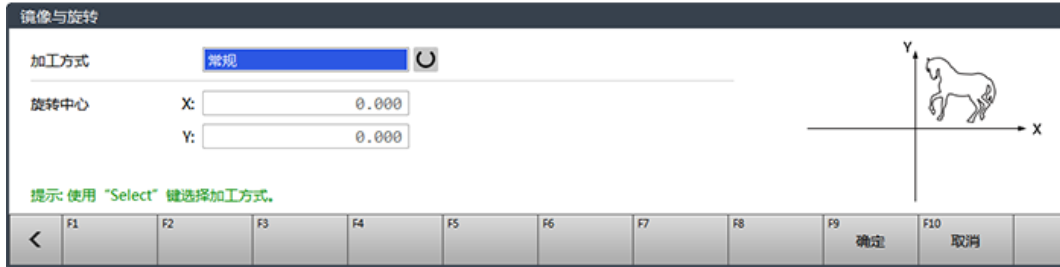 镜像与旋转
加工方式 常规
旋转中心 X: 0.000
Y: 0.000
Y
X
提示: 使用 “Select” 键选择加工方式。
F1 F2 F3 F4 F5 F6 F7 F8 F9 确定 F10 取消